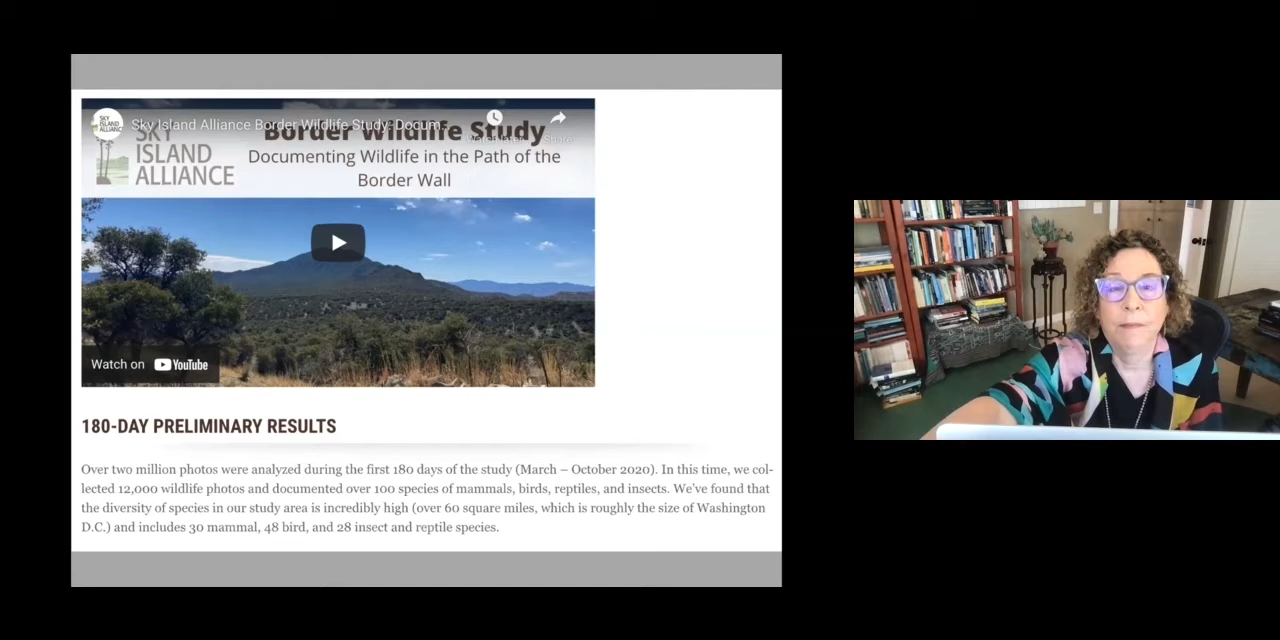 Sky Island Alliance Border Wildlife Study: Docum...
Border Wildlife Study
SKY
ISLAND
ALLIANCE
Documenting Wildlife in the Path of the
Border Wall
Watch on YouTube
180-DAY PRELIMINARY RESULTS
Over two million photos were analyzed during the first 180 days of the study (March – October 2020). In this time, we col-
lected 12,000 wildlife photos and documented over 100 species of mammals, birds, reptiles, and insects. We've found that
the diversity of species in our study area is incredibly high (over 60 square miles, which is roughly the size of Washington
D.C.) and includes 30 mammal, 48 bird, and 28 insect and reptile species.